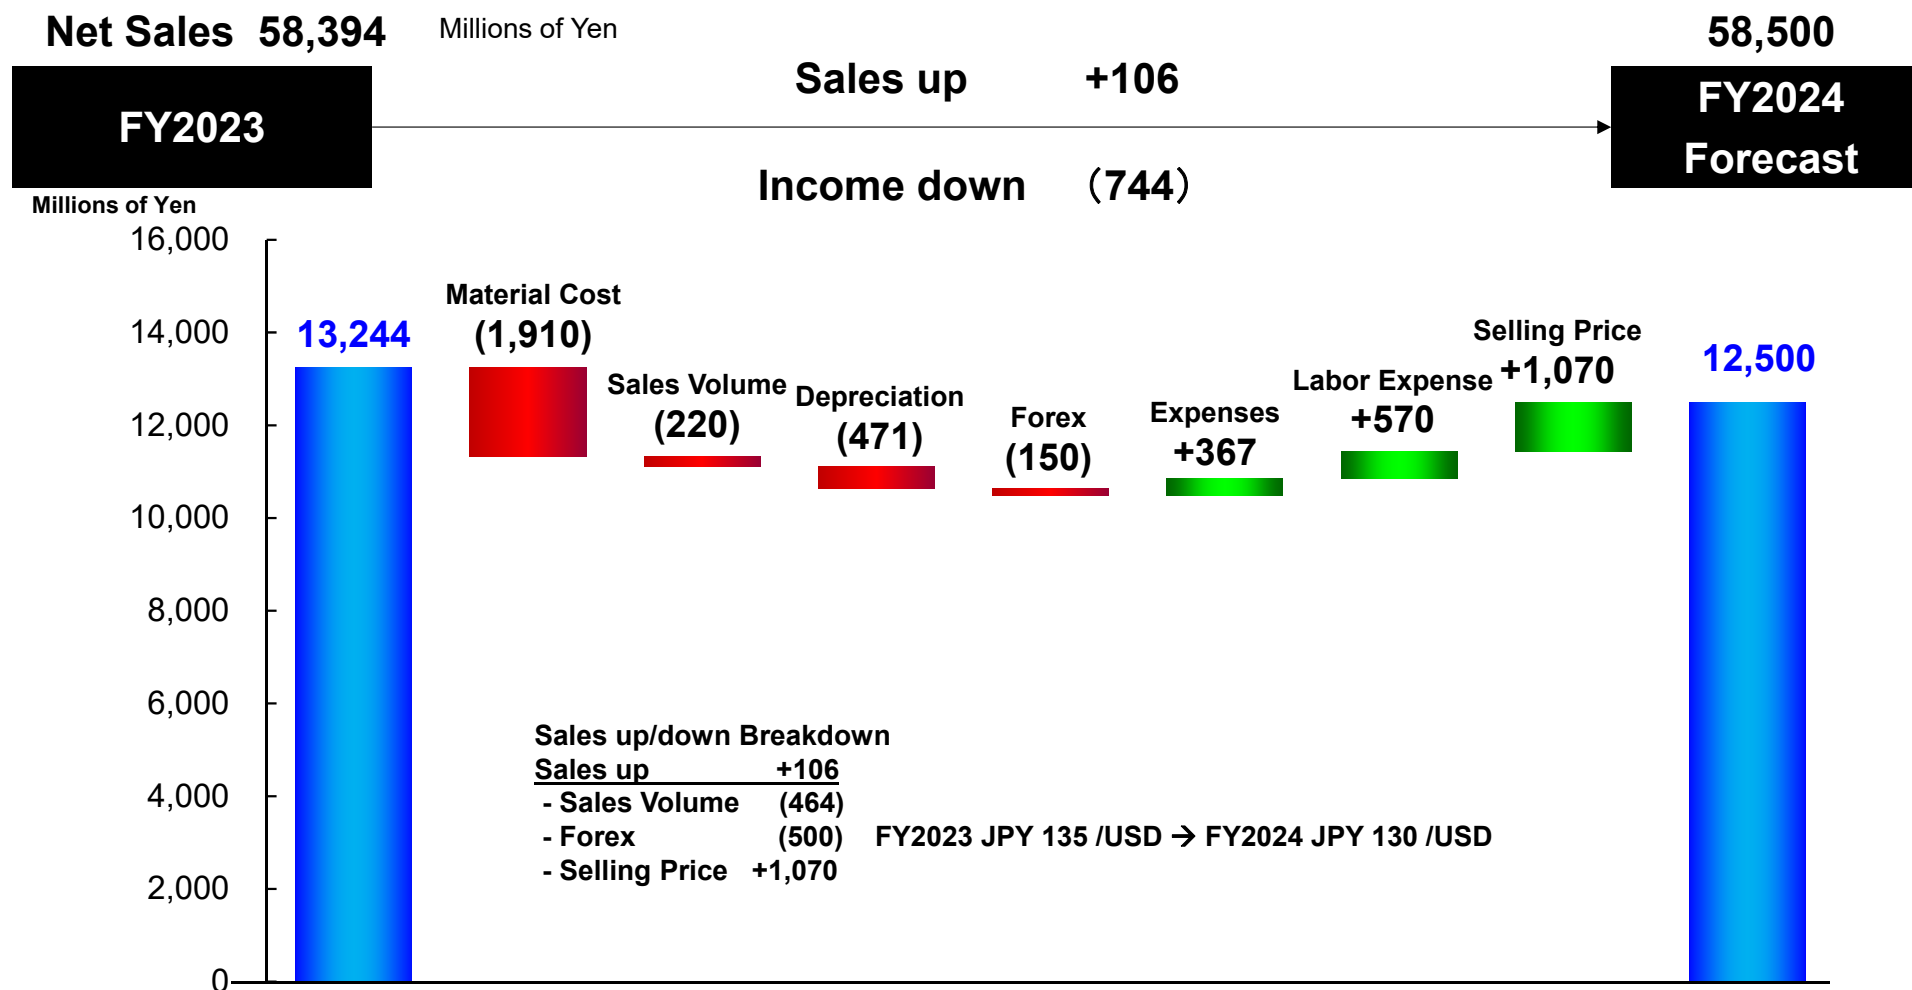 Net Sales 58,394 Millions of Yen 58,500
Sales up +106
FY2023
FY2024
Forecast
Income down （744）
Millions of Yen
16,000
14,000
12,000
10,000
8,000
6,000
4,000
2,000
0
13,244
Material Cost
(1,910)
Sales Volume
(220)
Depreciation
(471)
Forex
(150)
Expenses
+367
Labor Expense
+570
Selling Price
+1,070
12,500
Sales up/down Breakdown
Sales up +106
- Sales Volume (464)
- Forex (500) FY2023 JPY 135 /USD → FY2024 JPY 130 /USD
- Selling Price +1,070